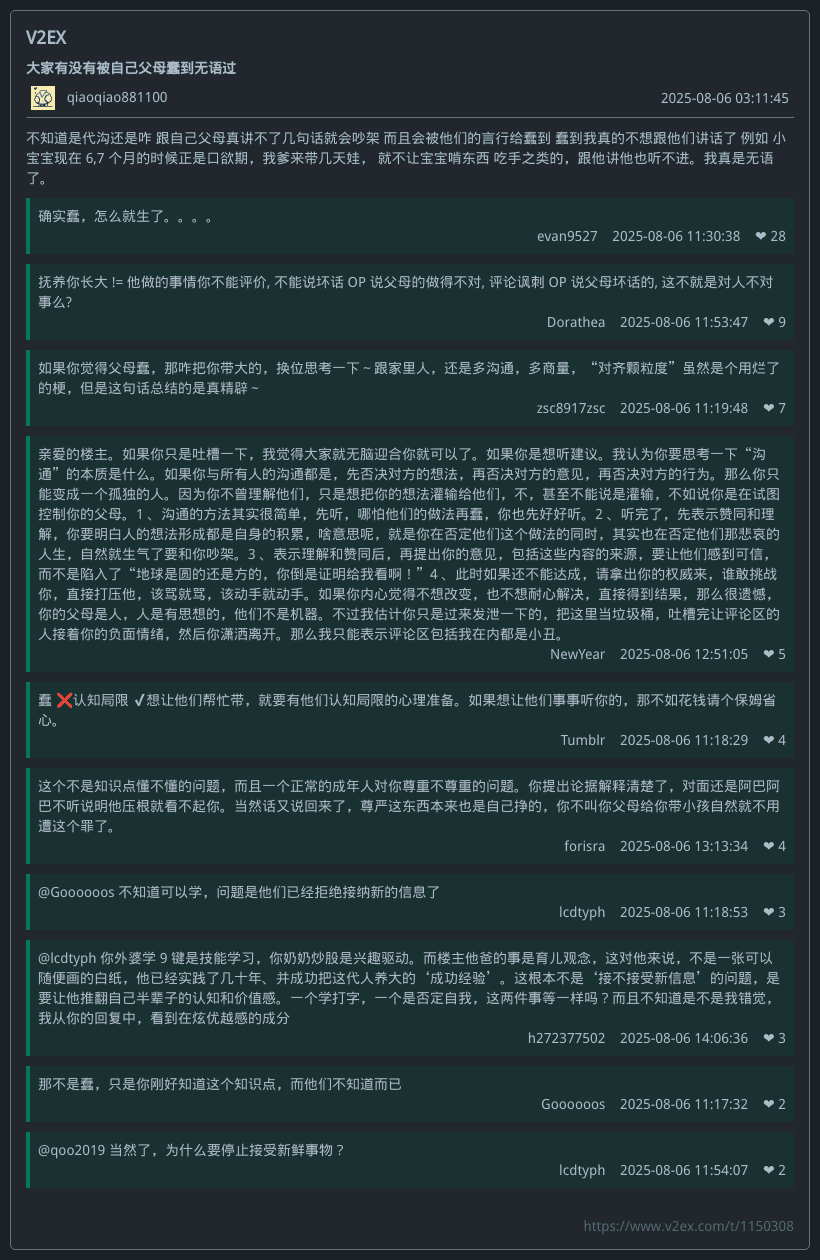 V2EX
大家有没有被自己父母蠢到无语过
qiaoqiao881100
2025-08-06 03:11:45
不知道是代沟还是咋 跟自己父母真讲不了几句话就会吵架 而且会被他们的言行给蠢到 蠢到我真的不想跟他们讲话了 例如 小
宝宝现在 6,7 个月的时候正是口欲期，我爹来带几天娃， 就不让宝宝啃东西 吃手之类的，跟他讲他也听不进。我真是无语
了。
确实蠢，怎么就生了。。。。
evan9527 2025-08-06 11:30:38 ❤ 28
抚养你长大 != 他做的事情你不能评价, 不能说坏话 OP 说父母的做得不对, 评论讽刺 OP 说父母坏话的, 这不就是对人不对
事么?
Dorathea 2025-08-06 11:53:47 ❤ 9
如果你觉得父母蠢，那咋把你带大的，换位思考一下 ~ 跟家里人，还是多沟通，多商量，“对齐颗粒度”虽然是个用烂了
的梗，但是这句话总结的是真精辟 ~
zsc8917zsc 2025-08-06 11:19:48 ❤ 7
亲爱的楼主。如果你只是吐槽一下，我觉得大家就无脑迎合你就可以了。如果你是想听建议。我认为你要思考一下“沟
通”的本质是什么。如果你与所有人的沟通都是，先否决对方的想法，再否决对方的意见，再否决对方的行为。那么你只
能变成一个孤独的人。因为你不曾理解他们，只是想把你的想法灌输给他们，不，甚至不能说是灌输，不如说你是在试图
控制你的父母。1 、沟通的方法其实很简单，先听，哪怕他们的做法再蠢，你也先好好听。2 、听完了，先表示赞同和理
解，你要明白人的想法形成都是自身的积累，啥意思呢，就是你在否定他们这个做法的同时，其实也在否定他们那悲哀的
人生，自然就生气了要和你吵架。3 、表示理解和赞同后，再提出你的意见，包括这些内容的来源，要让他们感到可信，
而不是陷入了“地球是圆的还是方的，你倒是证明给我看啊！”4 、此时如果还不能达成，请拿出你的权威来，谁敢挑战
你，直接打压他，该骂就骂，该动手就动手。如果你内心觉得不想改变，也不想耐心解决，直接得到结果，那么很遗憾，
你的父母是人，人是有思想的，他们不是机器。不过我估计你只是过来发泄一下的，把这里当垃圾桶，吐槽完让评论区的
人接着你的负面情绪，然后你潇洒离开。那么我只能表示评论区包括我在内都是小丑。
NewYear 2025-08-06 12:51:05 ❤ 5
蠢 ❌认知局限 ✓想让他们帮忙带，就要有他们认知局限的心理准备。如果想让他们事事听你的，那不如花钱请个保姆省
心。
Tumblr 2025-08-06 11:18:29 ❤ 4
这个不是知识点懂不懂的问题，而且一个正常的成年人对你尊重不尊重的问题。你提出论据解释清楚了，对面还是阿巴阿
巴不听说明他压根就看不起你。当然话又说回来了，尊严这东西本来也是自己挣的，你不叫你父母给你带小孩自然就不用
遭这个罪了。
forisra 2025-08-06 13:13:34 ❤ 4
@Goooooos 不知道可以学，问题是他们已经拒绝接纳新的信息了
lcdtyph 2025-08-06 11:18:53 ❤ 3
@lcdtyph 你外婆学 9 键是技能学习，你奶奶炒股是兴趣驱动。而楼主他爸的事是育儿观念，这对他来说，不是一张可以
随便画的白纸，他已经实践了几十年、并成功把这代人养大的‘成功经验’。这根本不是‘接不接受新信息’的问题，是
要让他推翻自己半辈子的认知和价值感。一个学打字，一个是否定自我，这两件事等一样吗？而且不知道是不是我错觉，
我从你的回复中，看到在炫优越感的成分
h272377502 2025-08-06 14:06:36 ❤ 3
那不是蠢，只是你刚好知道这个知识点，而他们不知道而已
Goooooos 2025-08-06 11:17:32 ❤ 2
@qoo2019 当然了，为什么要停止接受新鲜事物？
lcdtyph 2025-08-06 11:54:07 ❤ 2
https://www.v2ex.com/t/1150308